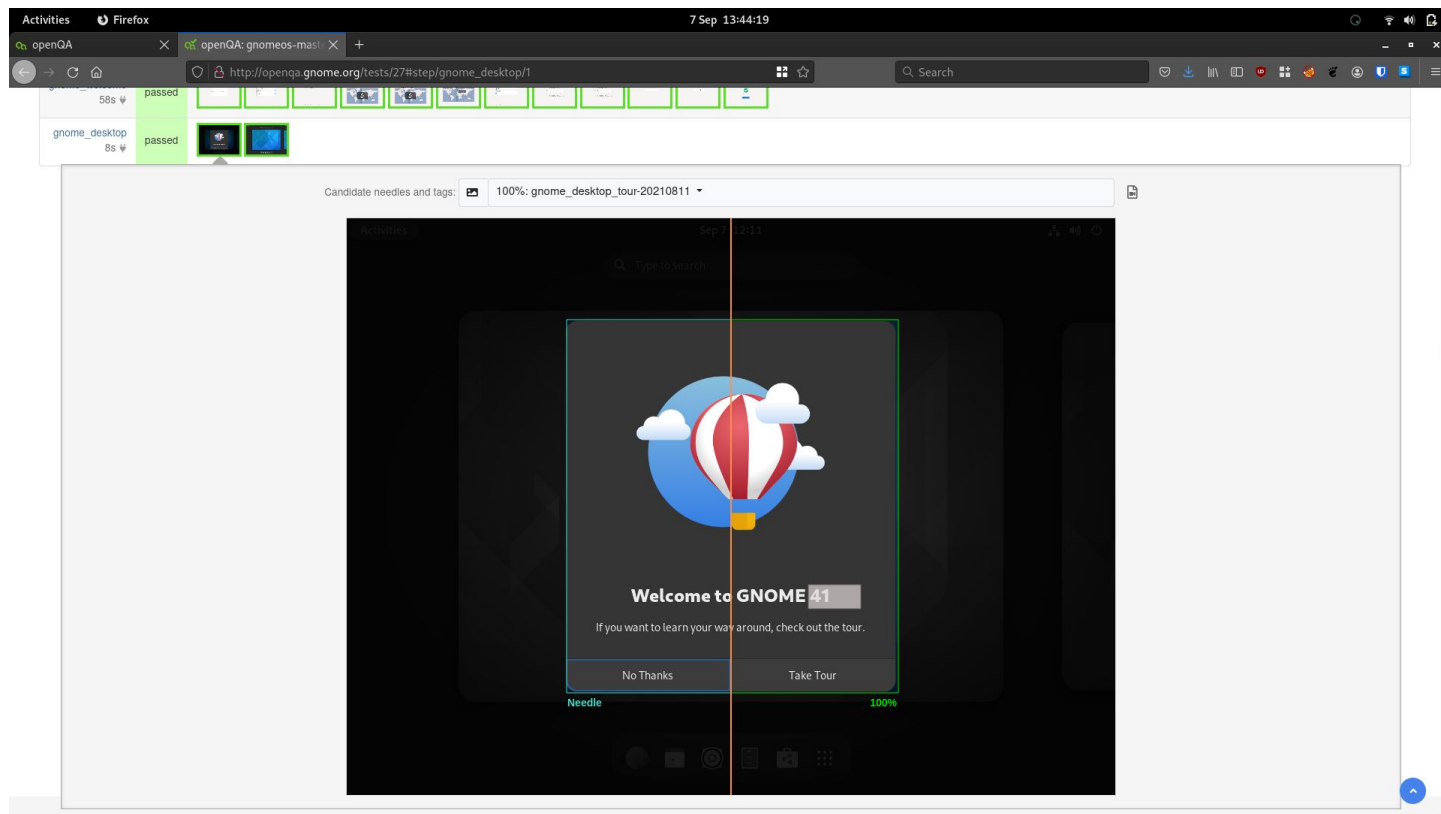 Activities Firefox 7 Sep 13:44:19
openQA openQA: gnomeos-mast
http://openqa.gnome.org/tests/27#step/gnome_desktop/1 Search
58s passed
gnome_desktop passed
8s
Candidate needles and tags: 100%: gnome_desktop_tour-20210811
Activities Sep 7 12:11
Type to search
Welcome to GNOME 41
If you want to learn your way around, check out the tour.
No Thanks Take Tour
Needle 100%